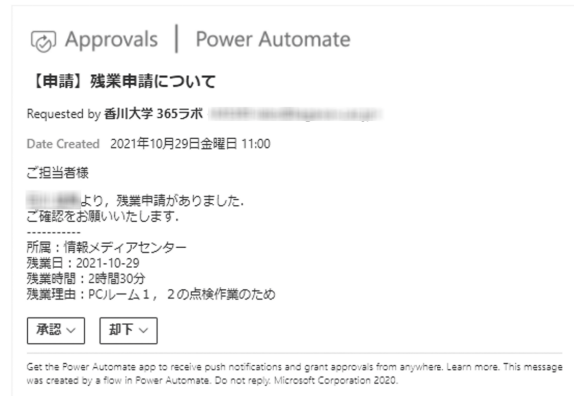 Approvals | Power Automate
【申請】残業申請について
Requested by 香川大学 365ラボ
Date Created 2021年10月29日金曜日 11:00
ご担当者様
より，残業申請がありました．
ご確認をお願いいたします．
-----------
所属：情報メディアセンター
残業日：2021-10-29
残業時間：2時間30分
残業理由：PCルーム１，２の点検作業のため
承認 却下
Get the Power Automate app to receive push notifications and grant approvals from anywhere. Learn more. This message
was created by a flow in Power Automate. Do not reply. Microsoft Corporation 2020.